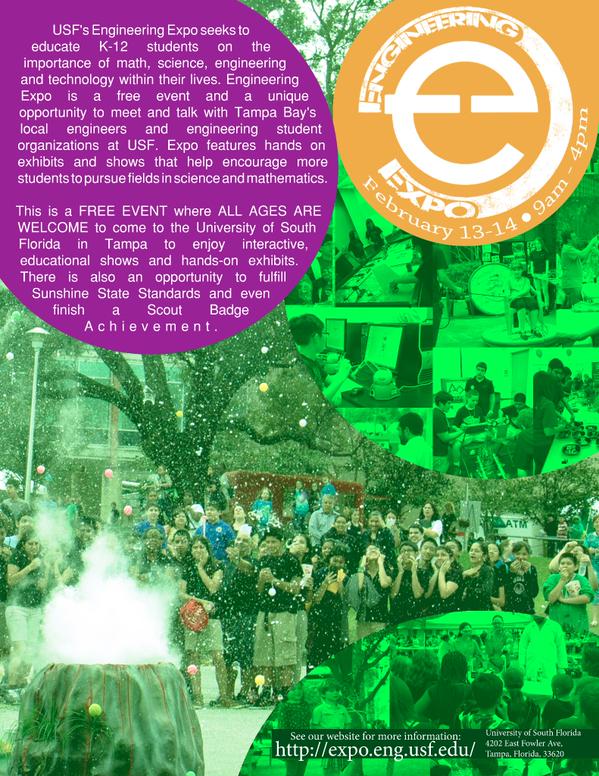 USF's Engineering Expo seeks to
educate K-12 students on the
importance of math, science, engineering
and technology within their lives. Engineering
Expo is a free event and a unique
opportunity to meet and talk with Tampa Bay's
local engineers and engineering student
organizations at USF. Expo features hands on
exhibits and shows that help encourage more
students to pursue fields in science and mathematics.
This is a FREE EVENT where ALL AGES ARE
WELCOME to come to the University of South
Florida in Tampa to enjoy interactive,
educational shows and hands-on exhibits.
There is also an opportunity to fulfill
Sunshine State Standards and even
finish a Scout Badge
Achievement.
ENGINEERING
e
EXPO
February 13-14 • 9am - 4pm
ATM
See our website for more information:
http://expo.eng.usf.edu/
University of South Florida
4202 East Fowler Ave,
Tampa, Florida, 33620